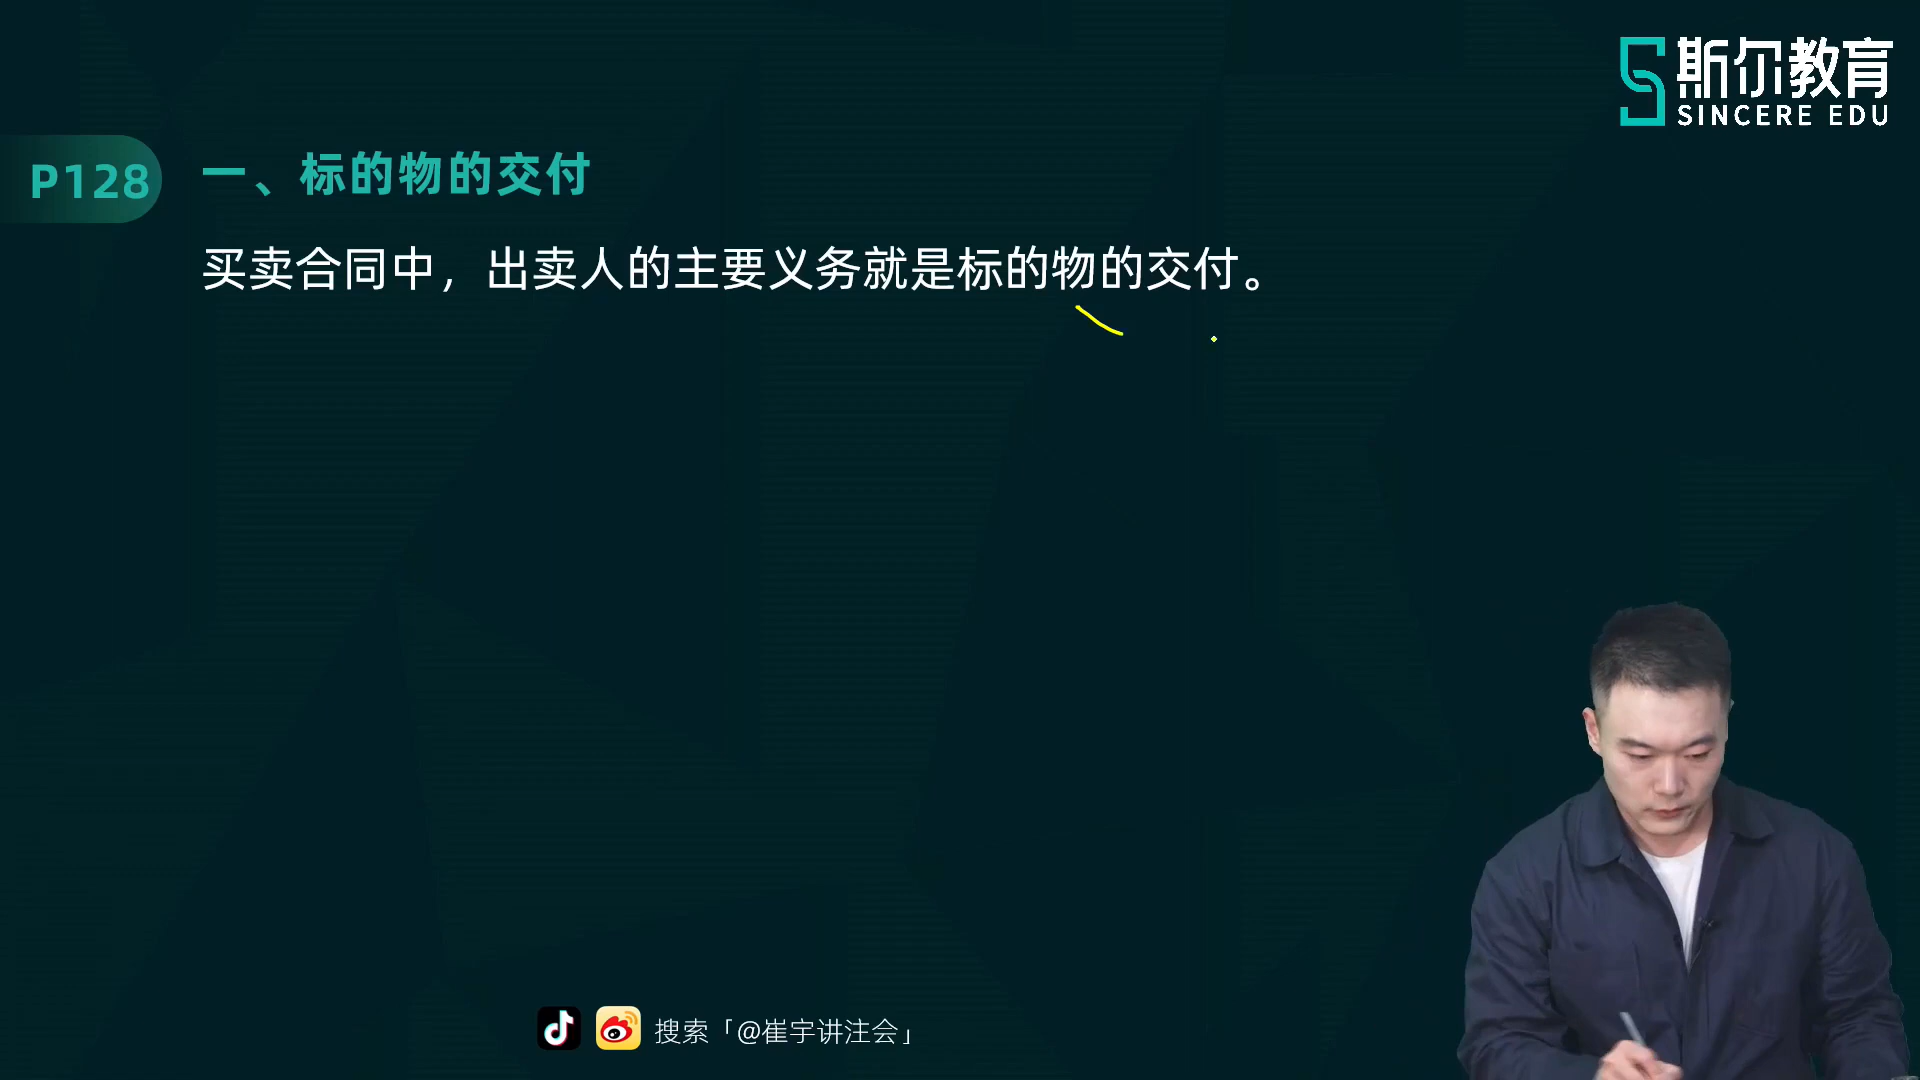 斯尔教育
SINCERE EDU
P128
一、标的物的交付
买卖合同中，出卖人的主要义务就是标的物的交付。
搜索「@崔宇讲注会」